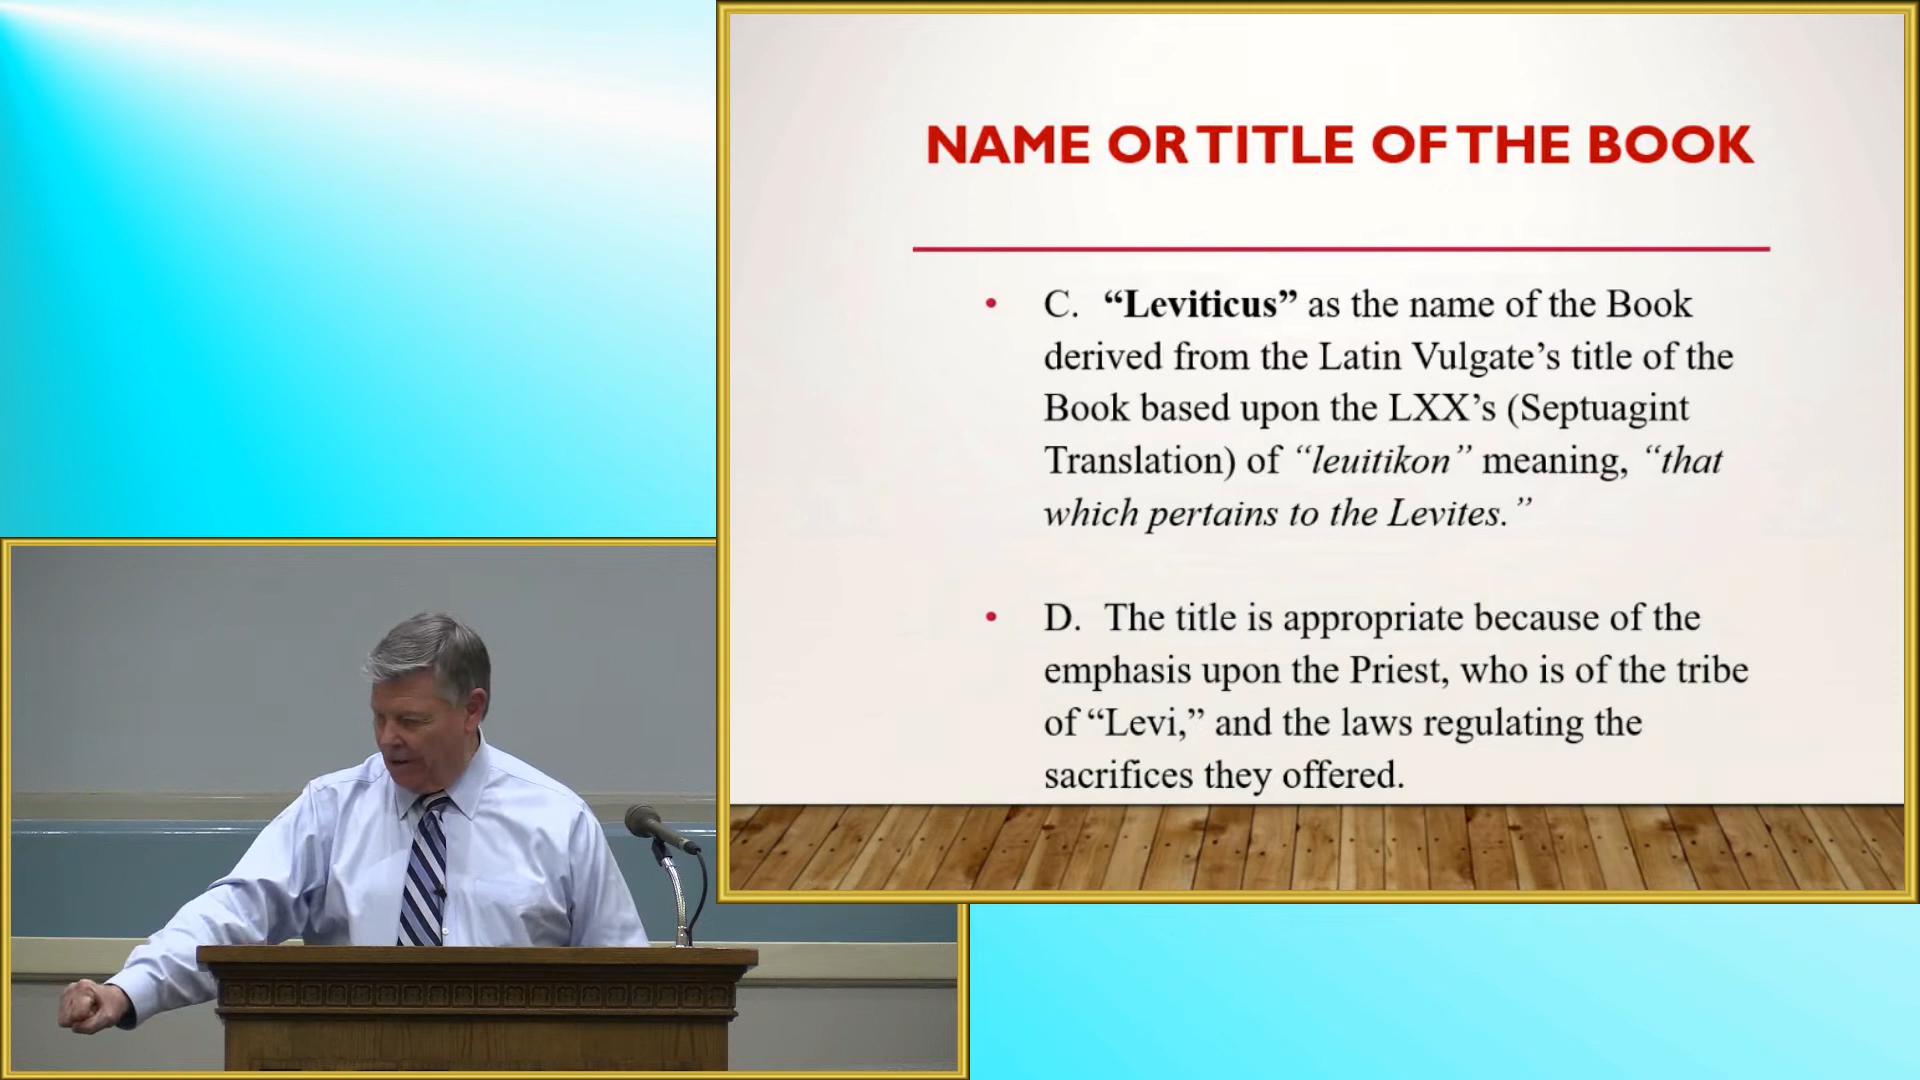 NAME OR TITLE OF THE BOOK
• C. “Leviticus” as the name of the Book
derived from the Latin Vulgate’s title of the
Book based upon the LXX’s (Septuagint
Translation) of “leuitikon” meaning, “that
which pertains to the Levites.”
• D. The title is appropriate because of the
emphasis upon the Priest, who is of the tribe
of “Levi,” and the laws regulating the
sacrifices they offered.